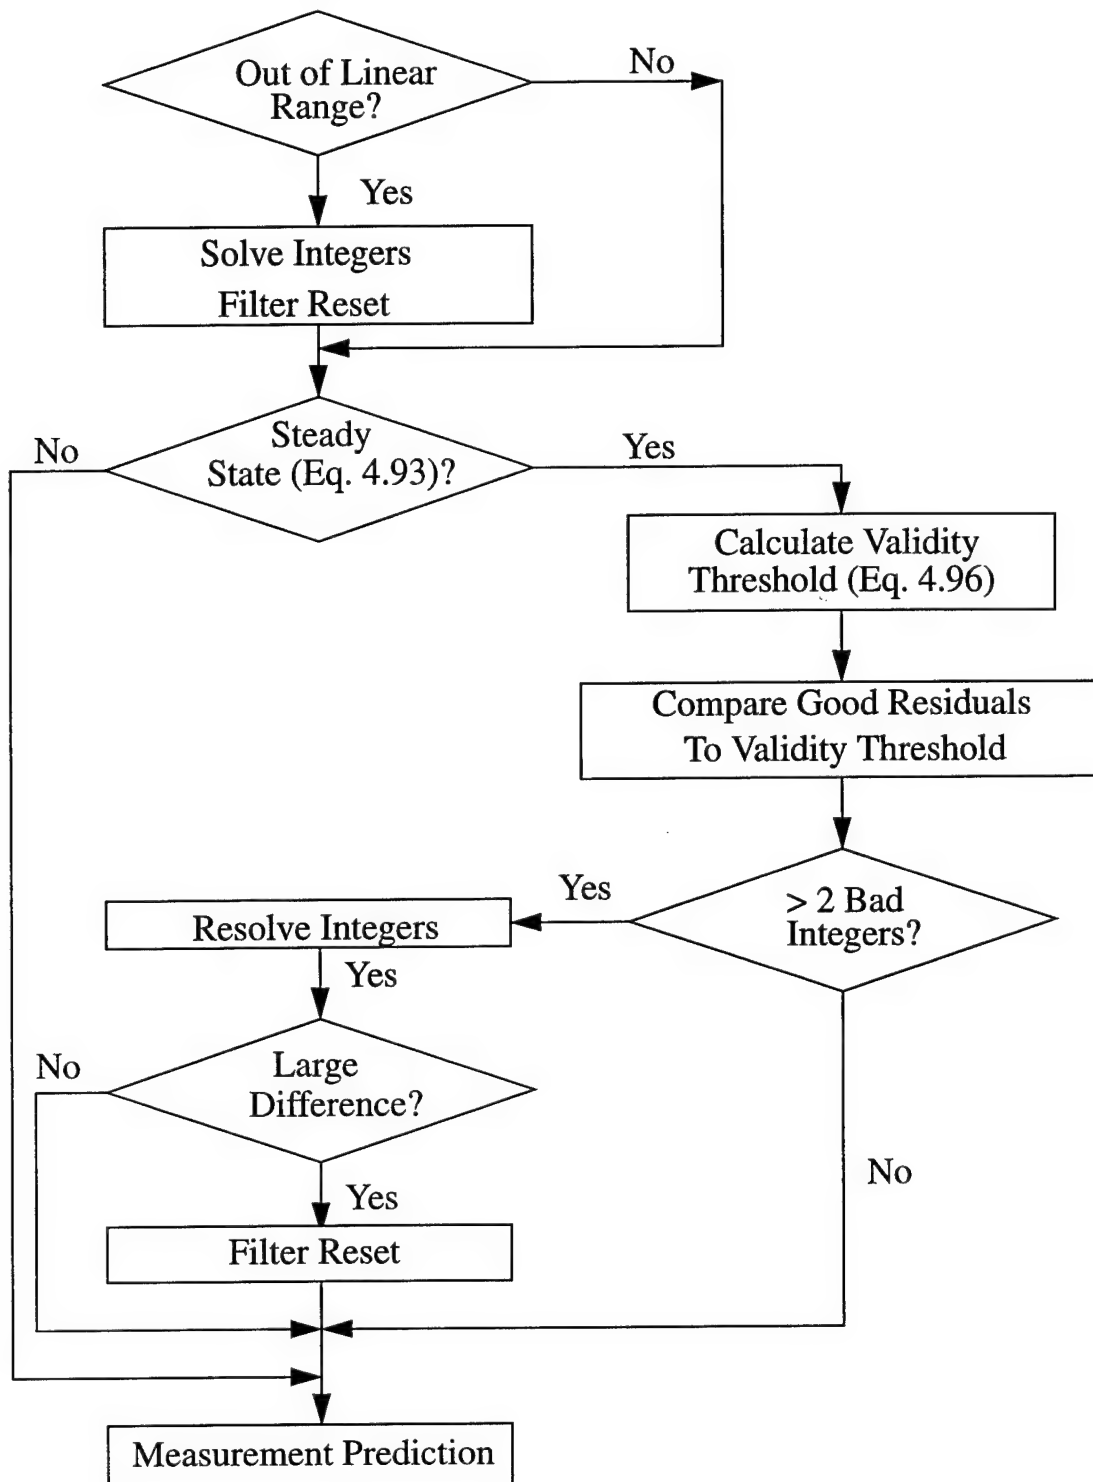 Out of Linear
Range?
No
Yes
Solve Integers
Filter Reset
Steady
State (Eq. 4.93)?
No
Yes
Calculate Validity
Threshold (Eq. 4.96)
Compare Good Residuals
To Validity Threshold
> 2 Bad
Integers?
Yes
Resolve Integers
Yes
No
Large
Difference?
No
Yes
Filter Reset
Measurement Prediction